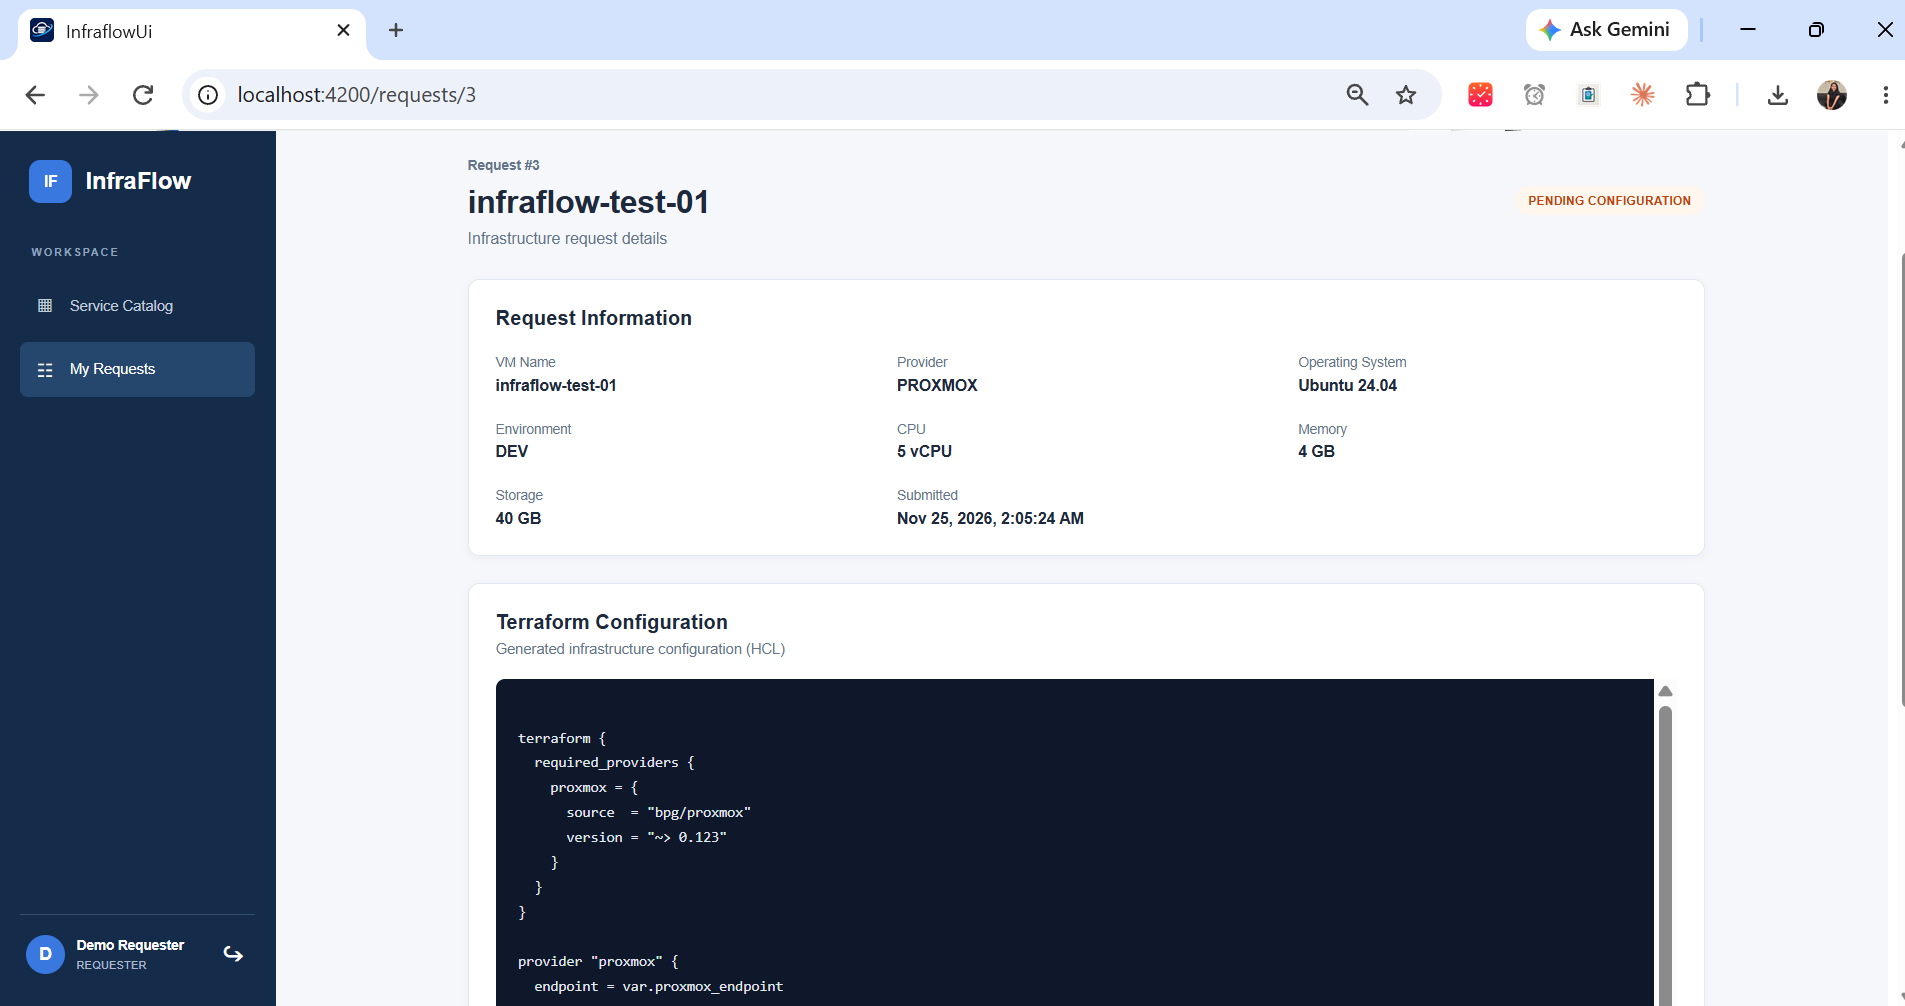 InfraflowUi
Ask Gemini
localhost:4200/requests/3
IF
InfraFlow
WORKSPACE
Service Catalog
My Requests
Demo Requester
D
REQUESTER
Request #3
infraflow-test-01
PENDING CONFIGURATION
Infrastructure request details
Request Information
VM Name
infraflow-test-01
Provider
PROXMOX
Operating System
Ubuntu 24.04
Environment
DEV
CPU
5 vCPU
Memory
4 GB
Storage
40 GB
Submitted
Nov 25, 2026, 2:05:24 AM
Terraform Configuration
Generated infrastructure configuration (HCL)
terraform {
  required_providers {
    proxmox = {
      source  = "bpg/proxmox"
      version = "~> 0.123"
    }
  }
}
provider "proxmox" {
  endpoint = var.proxmox_endpoint